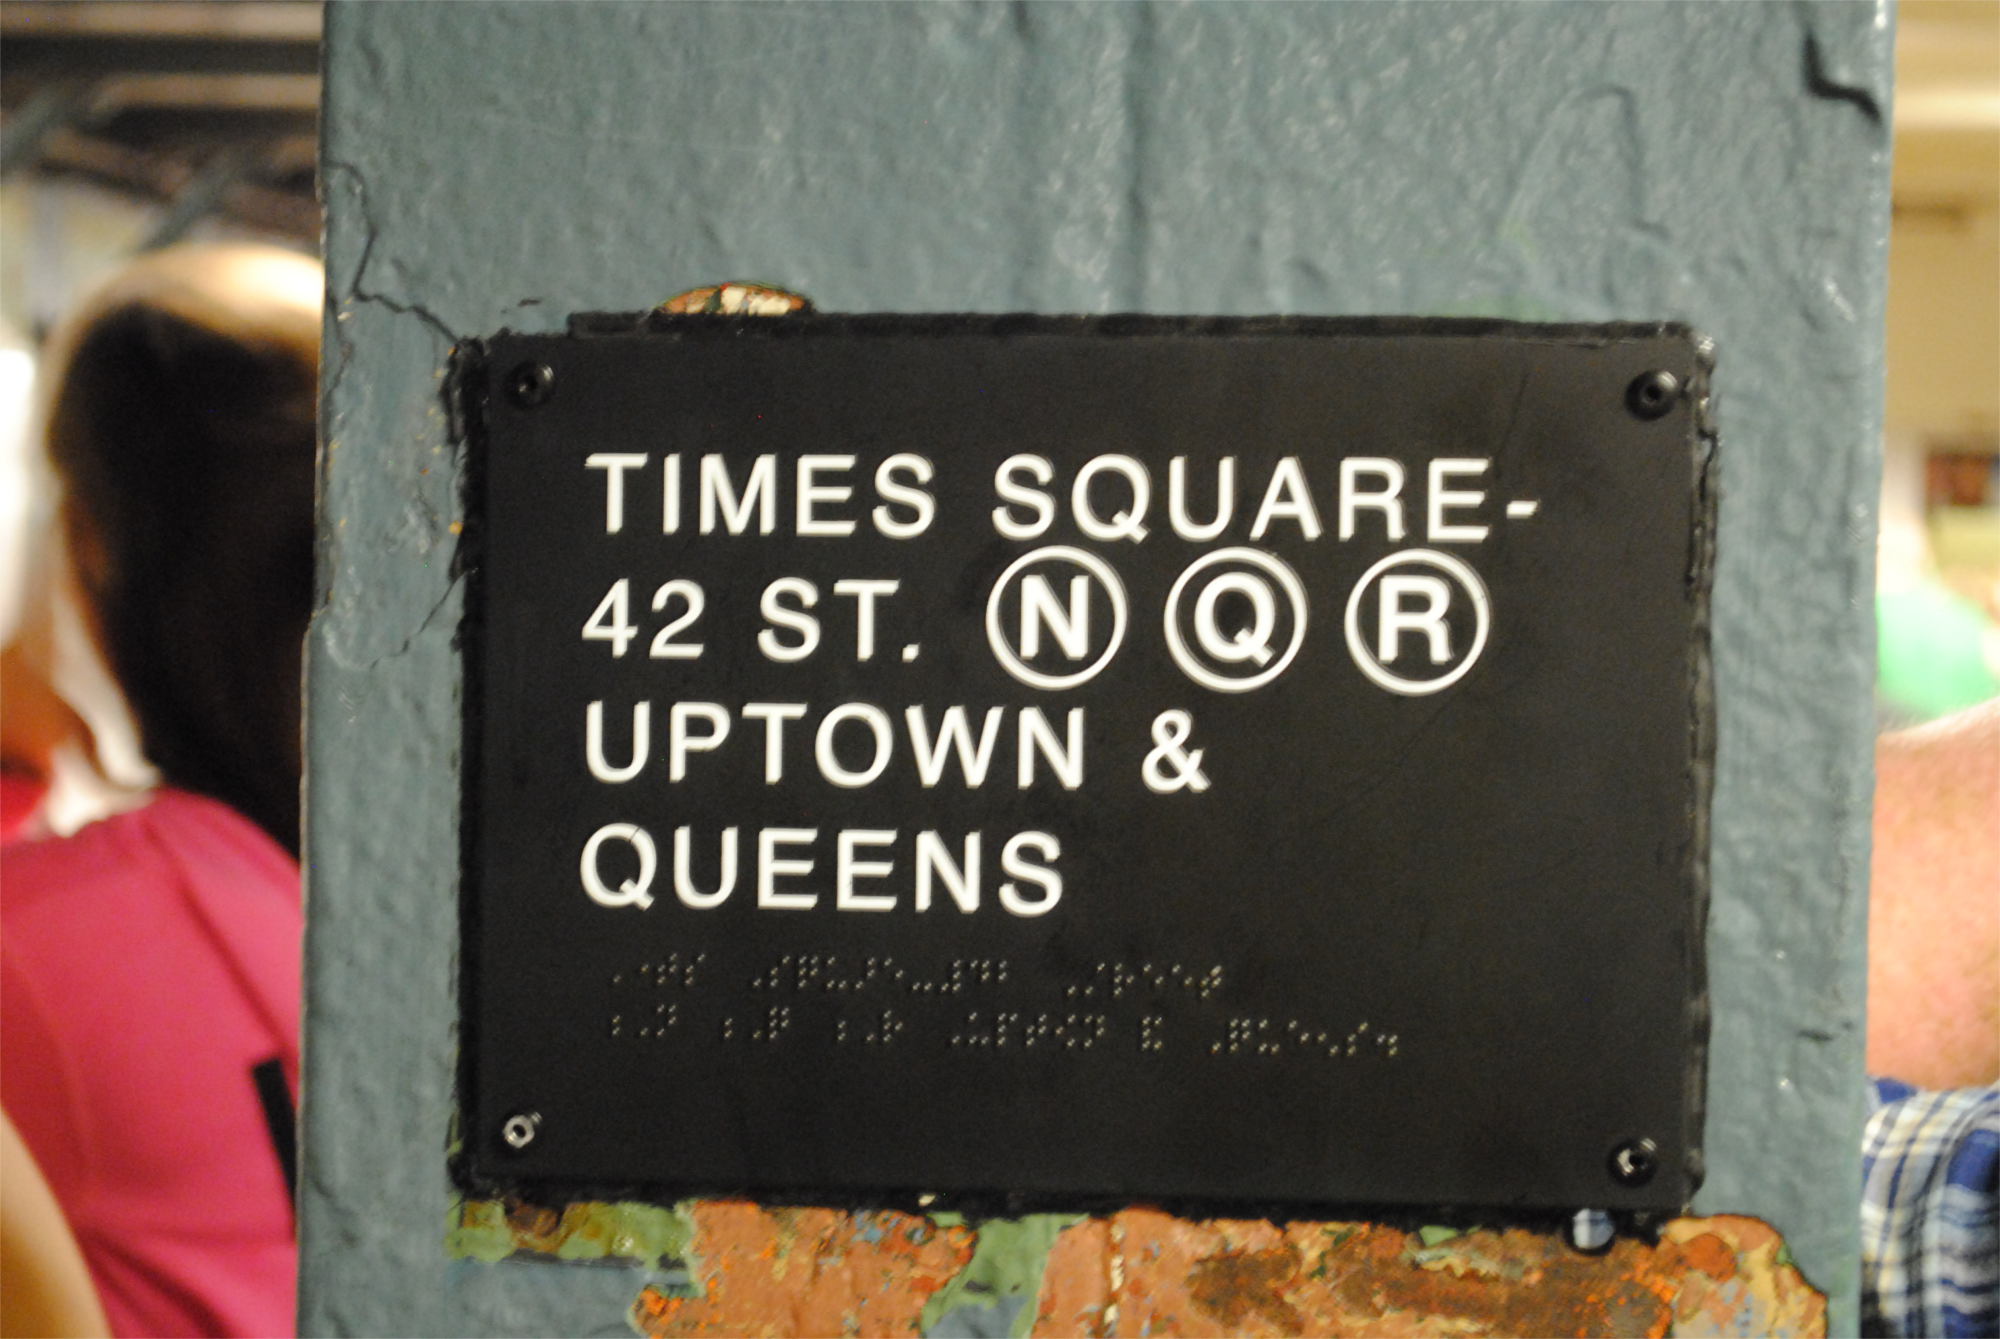 TIMES SQUARE-
42 ST. N Q R
UPTOWN &
QUEENS